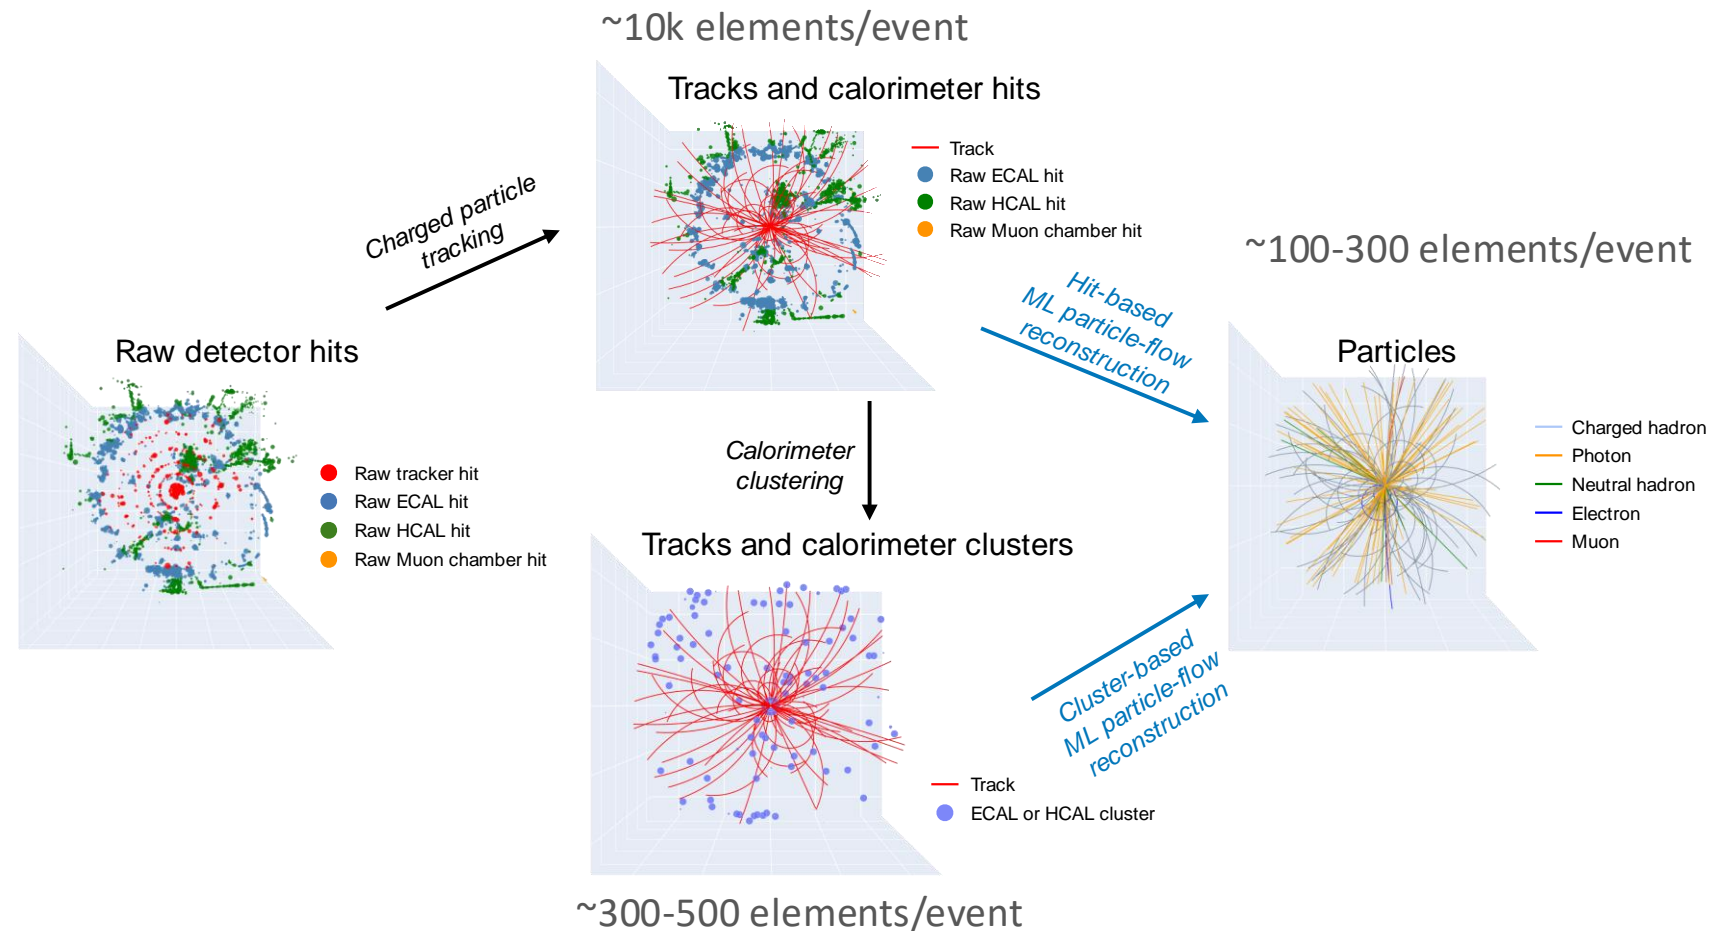 ~10k elements/event
Tracks and calorimeter hits
Track
Raw ECAL hit
Raw HCAL hit
Raw Muon chamber hit
Charged particle
tracking
Raw detector hits
Raw tracker hit
Raw ECAL hit
Raw HCAL hit
Raw Muon chamber hit
Calorimeter
clustering
Hit-based
ML particle-flow
reconstruction
~100-300 elements/event
Particles
Charged hadron
Photon
Neutral hadron
Electron
Muon
Tracks and calorimeter clusters
Track
ECAL or HCAL cluster
Cluster-based
ML particle-flow
reconstruction
~300-500 elements/event